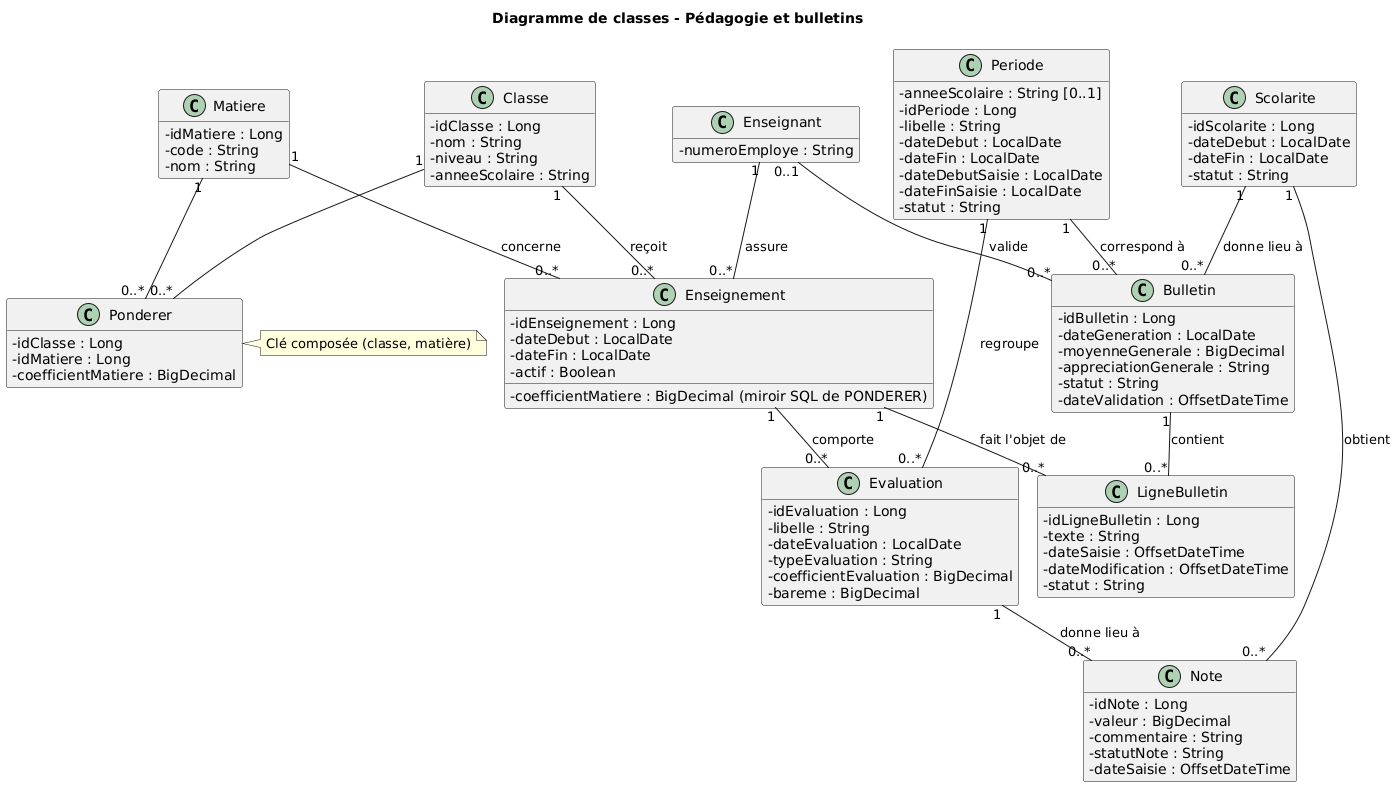 Diagramme de classes - Pédagogie et bulletins
C Matiere
-idMatiere : Long
-code : String
-nom : String
C Classe
-idClasse : Long
-nom : String
-niveau : String
-anneeScolaire : String
C Enseignant
-numeroEmploye : String
C Periode
-anneeScolaire : String [0..1]
-idPeriode : Long
-libelle : String
-dateDebut : LocalDate
-dateFin : LocalDate
-dateDebutSaisie : LocalDate
-dateFinSaisie : LocalDate
-statut : String
C Scolarite
-idScolarite : Long
-dateDebut : LocalDate
-dateFin : LocalDate
-statut : String
1
1
1
1
1
0..1
1
1
1
1
concerne
reçoit
assure
valide
correspond à
donne lieu à
0..*
0..*
0..*
0..*
0..*
0..*
0..*
0..*
C Ponderer
-idClasse : Long
-idMatiere : Long
-coefficientMatiere : BigDecimal
Clé composée (classe, matière)
C Enseignement
-idEnseignement : Long
-dateDebut : LocalDate
-dateFin : LocalDate
-actif : Boolean
-coefficientMatiere : BigDecimal (miroir SQL de PONDERER)
regroupe
C Bulletin
-idBulletin : Long
-dateGeneration : LocalDate
-moyenneGenerale : BigDecimal
-appreciationGenerale : String
-statut : String
-dateValidation : OffsetDateTime
1
1
1
comporte
fait l'objet de
contient
obtient
0..*
0..*
0..*
0..*
C Evaluation
-idEvaluation : Long
-libelle : String
-dateEvaluation : LocalDate
-typeEvaluation : String
-coefficientEvaluation : BigDecimal
-bareme : BigDecimal
C LigneBulletin
-idLigneBulletin : Long
-texte : String
-dateSaisie : OffsetDateTime
-dateModification : OffsetDateTime
-statut : String
1
donne lieu à
0..*
0..*
C Note
-idNote : Long
-valeur : BigDecimal
-commentaire : String
-statutNote : String
-dateSaisie : OffsetDateTime